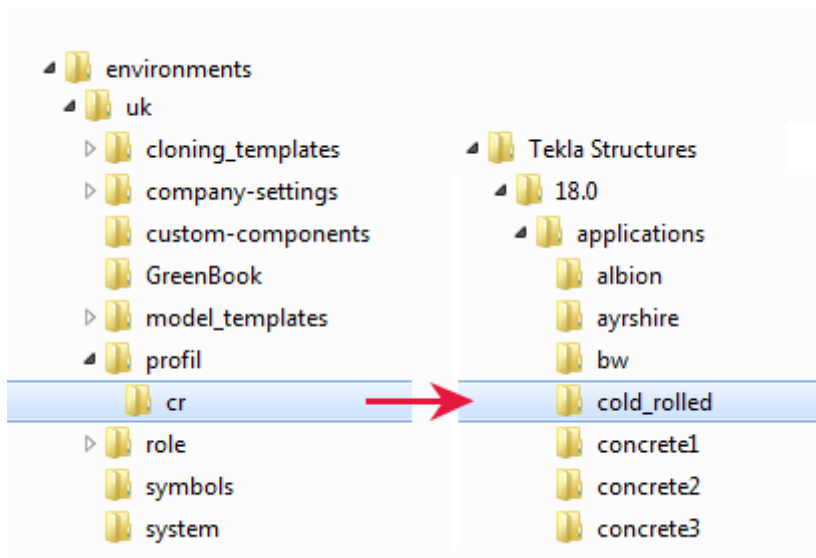 environments
uk
cloning_templates
company-settings
custom-components
GreenBook
model_templates
profil
cr
role
symbols
system
Tekla Structures
18.0
applications
albion
ayrshire
bw
cold_rolled
concrete1
concrete2
concrete3